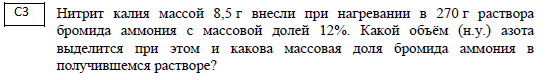 С3
Нитрит калия массой 8,5 г внесли при нагревании в 270 г раствора
бромида аммония с массовой долей 12%. Какой объём (н.у.) азота
выделится при этом и какова массовая доля бромида аммония в
получившемся растворе?